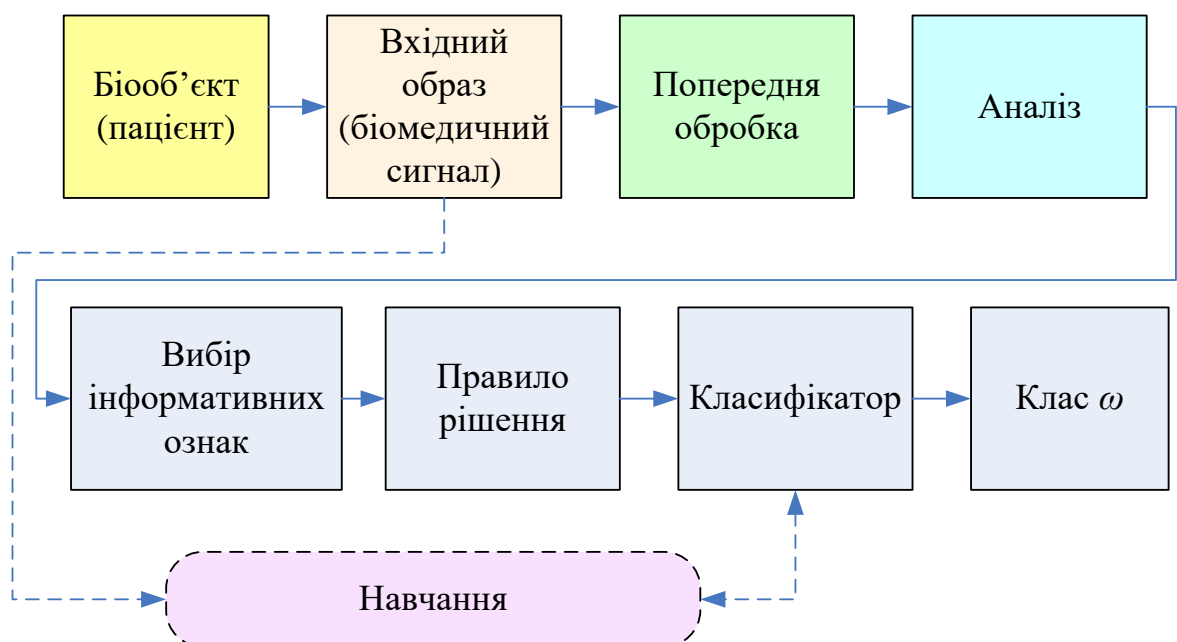 Біооб’єкт
(пацієнт)
Вхідний
образ
(біомедичний
сигнал)
Попередня
обробка
Аналіз
Вибір
інформативних
ознак
Правило
рішення
Класифікатор
Клас ω
Навчання